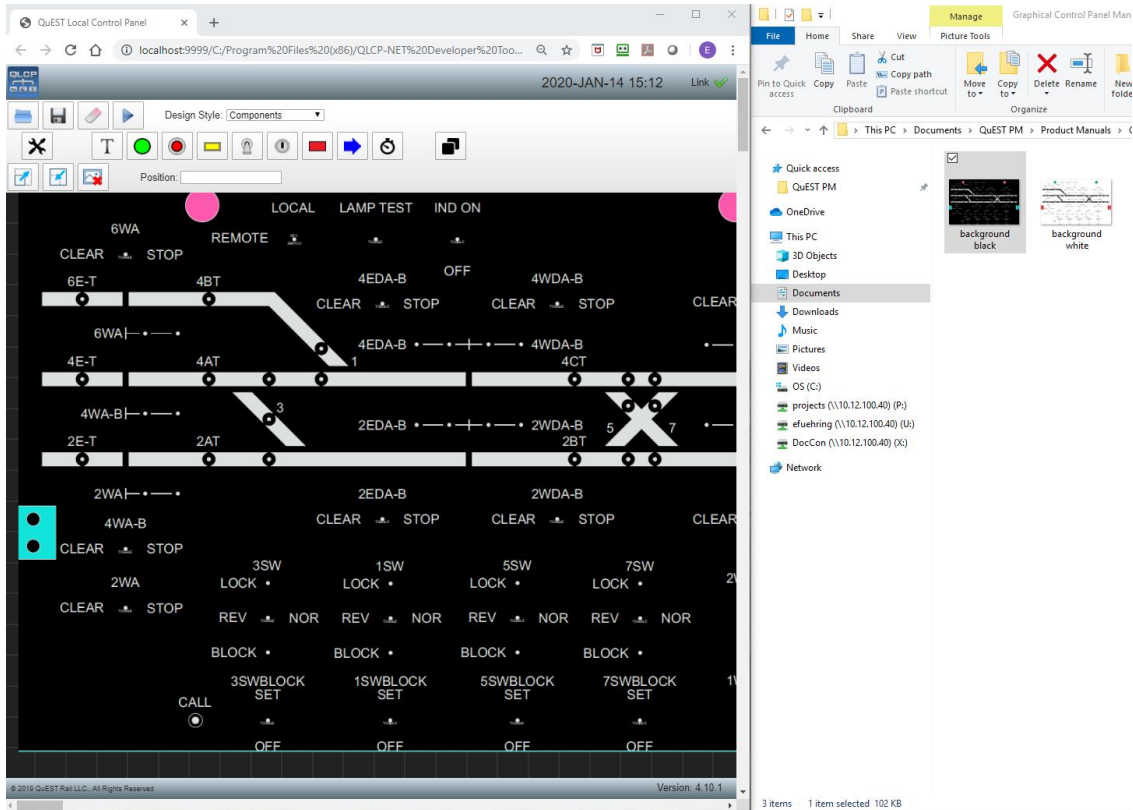 QuEST Local Control Panel
localhost:9999/C:/Program%20Files%20(x86)/QLCP-NET%20Developer%20Too...
E
QLCP
NET
2020-JAN-14 15:12 Link
Design Style: Components
T
Position:
LOCAL LAMP TEST IND ON
6WA
REMOTE
CLEAR STOP
OFF
6E-T 4BT 4EDA-B 4WDA-B
CLEAR STOP CLEAR STOP CLEAR
6WA
4EDA-B 4WDA-B
4E-T 4AT 1 4CT
4WA-B 3
2EDA-B 2WDA-B 5 7
2E-T 2AT 2BT
2WA 2EDA-B 2WDA-B
4WA-B CLEAR STOP CLEAR STOP CLEAR
CLEAR STOP
3SW 1SW 5SW 7SW
2WA LOCK LOCK LOCK LOCK
CLEAR STOP
REV NOR REV NOR REV NOR REV NOR
BLOCK BLOCK BLOCK BLOCK
3SWBLOCK 1SWBLOCK 5SWBLOCK 7SWBLOCK
SET SET SET SET
CALL
OFF OFF OFF OFF
© 2019 QuEST Rail LLC., All Rights Reserved Version: 4.10.1
Manage Graphical Control Panel Man
File Home Share View Picture Tools
Pin to Quick
access
Copy
Paste
Cut
Copy path
Paste shortcut
Move
to
Copy
to
Delete
Rename
New
folde
Clipboard Organize
This PC > Documents > QuEST PM > Product Manuals >
Quick access
QuEST PM
OneDrive
This PC
3D Objects
Desktop
Documents
Downloads
Music
Pictures
Videos
OS (C:)
projects (\\10.12.100.40) (P:)
efuehring (\\10.12.100.40) (U:)
DocCon (\\10.12.100.40) (X:)
Network
background
black
background
white
3 items 1 item selected 102 KB